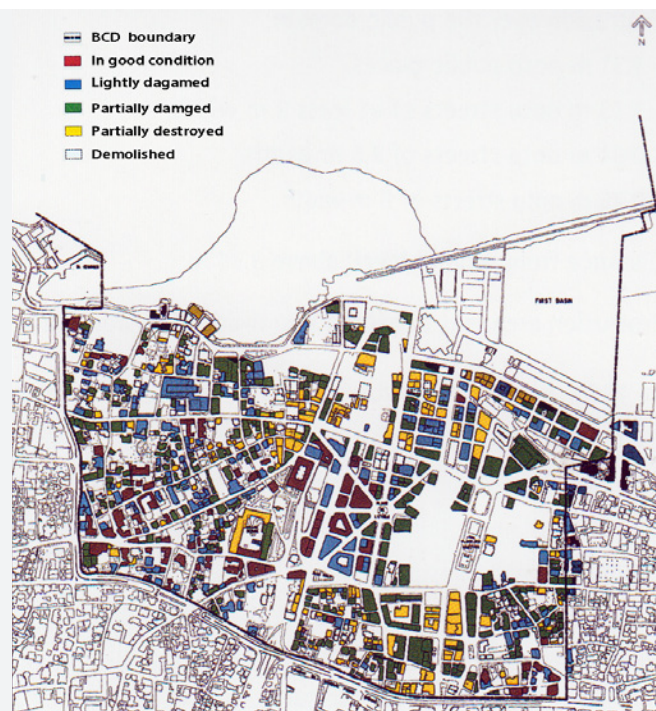 N
BCD boundary
In good condition
Lightly dagamed
Partially damged
Partially destroyed
Demolished
FIRST BASIN